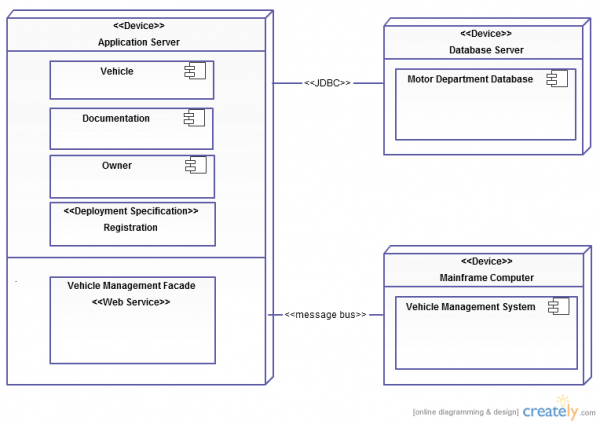 <<Device>>
Application Server
Vehicle
Documentation
Owner
<<Deployment Specification>>
Registration
Vehicle Management Facade
<<Web Service>>
<<JDBC>>
<<message bus>>
<<Device>>
Database Server
Motor Department Database
<<Device>>
Mainframe Computer
Vehicle Management System
[online diagramming & design] creately.com